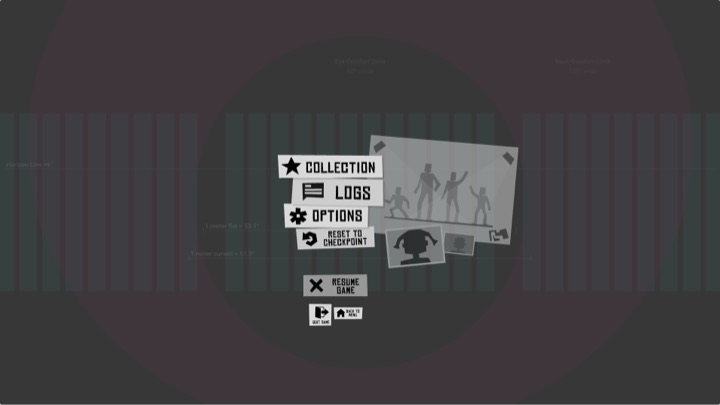 COLLECTION
LOGS
OPTIONS
RESET TO
CHECKPOINT
RESUME
GAME
QUIT GAME
BACK TO
MENU